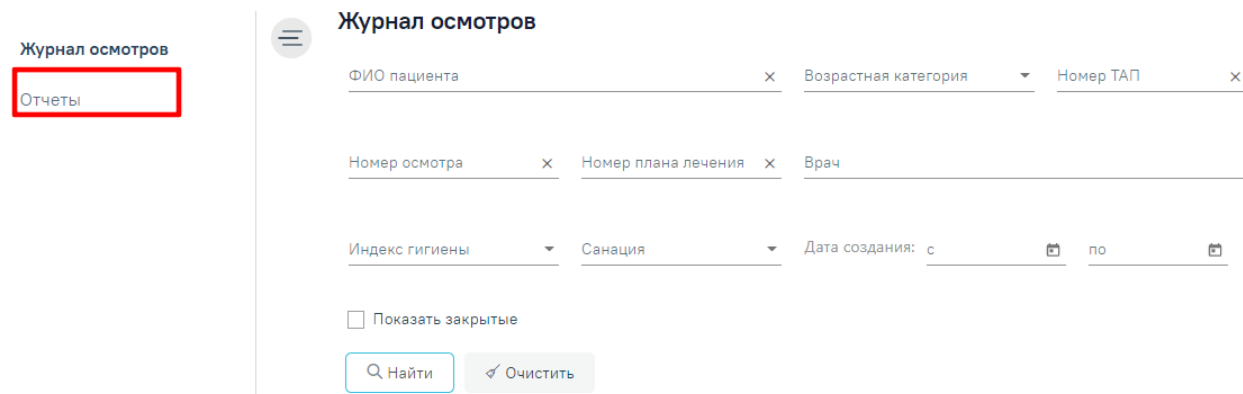 Журнал осмотров
Отчеты
Журнал осмотров
ФИО пациента
Возрастная категория
Номер ТАП
Номер осмотра
Номер плана лечения
Врач
Индекс гигиены
Санация
Дата создания: с
по
Показать закрытые
Найти
Очистить